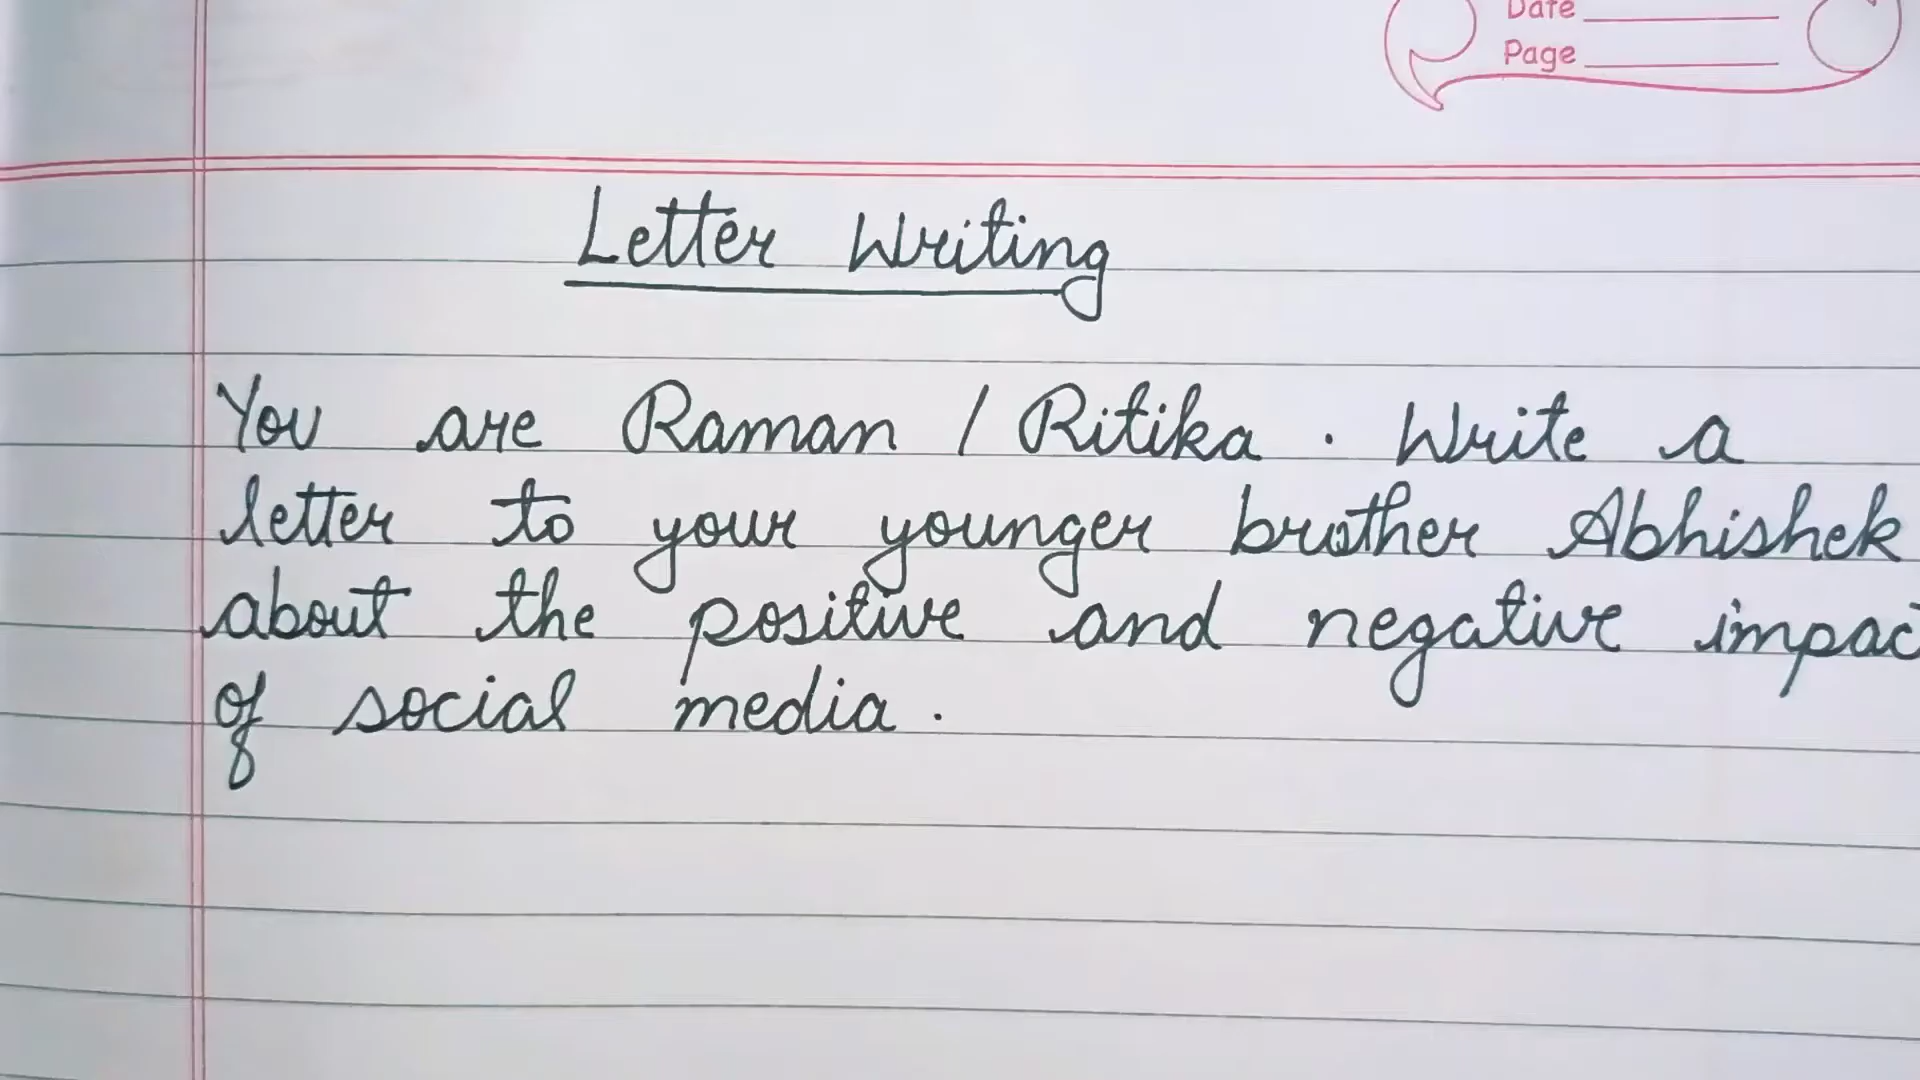 Date
Page
Letter Writing
You are Raman / Ritika . Write a
letter to your younger brother Abhishek
about the positive and negative impac
of social media .